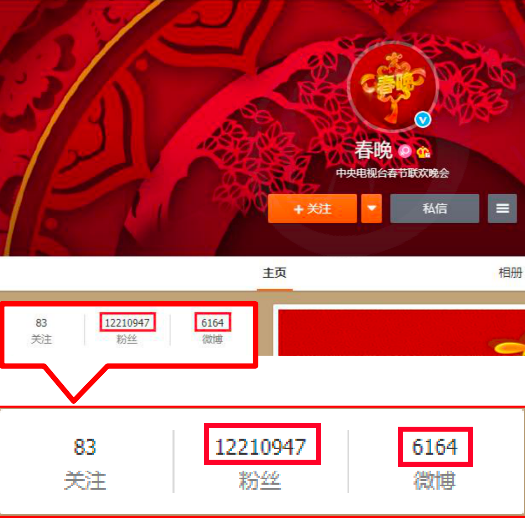 春晚
春晚
中央电视台春节联欢晚会
+关注
私信
主页
相册
83 12210947 6164
关注 粉丝 微博
83 12210947 6164
关注 粉丝 微博